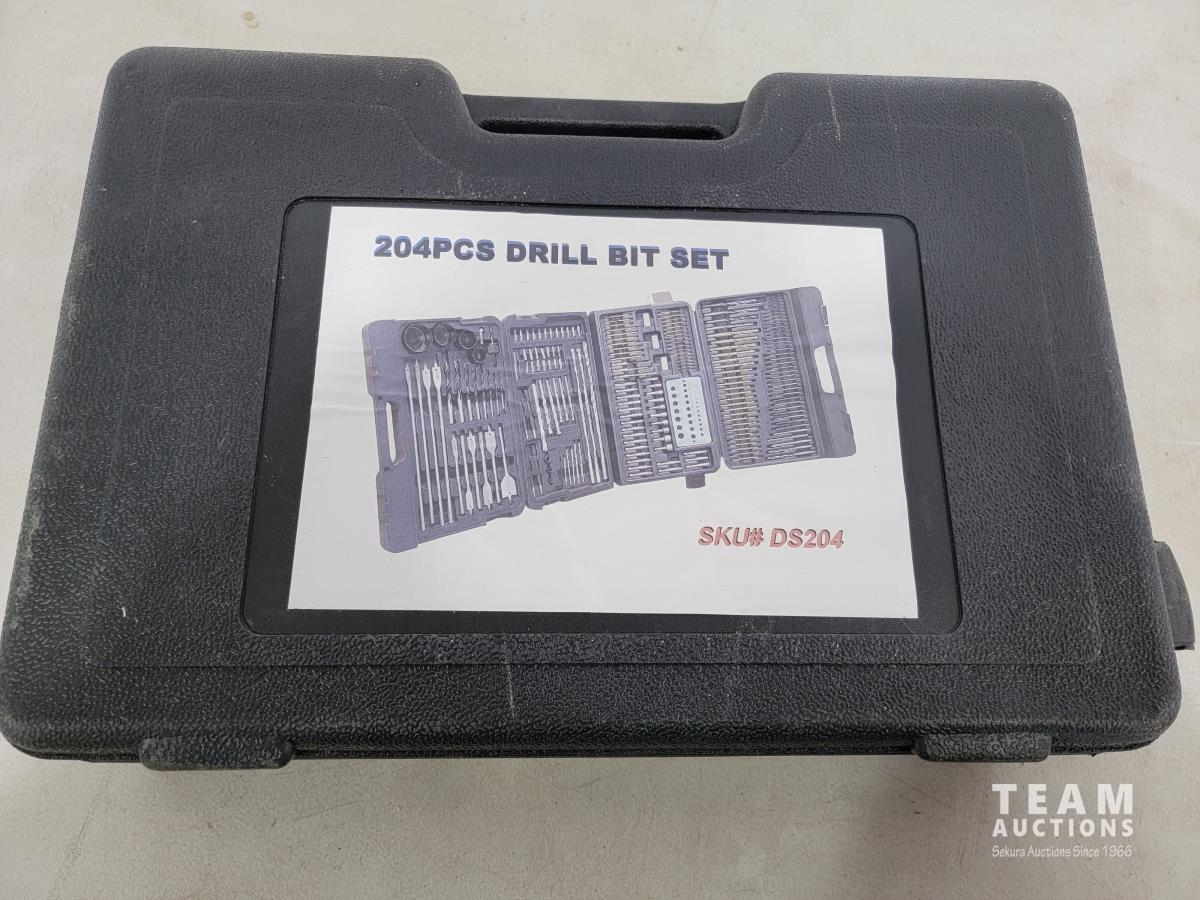 204PCS DRILL BIT SET
SKU# DS204
TEAM
AUCTIONS
Sekura Auctions Since 1966